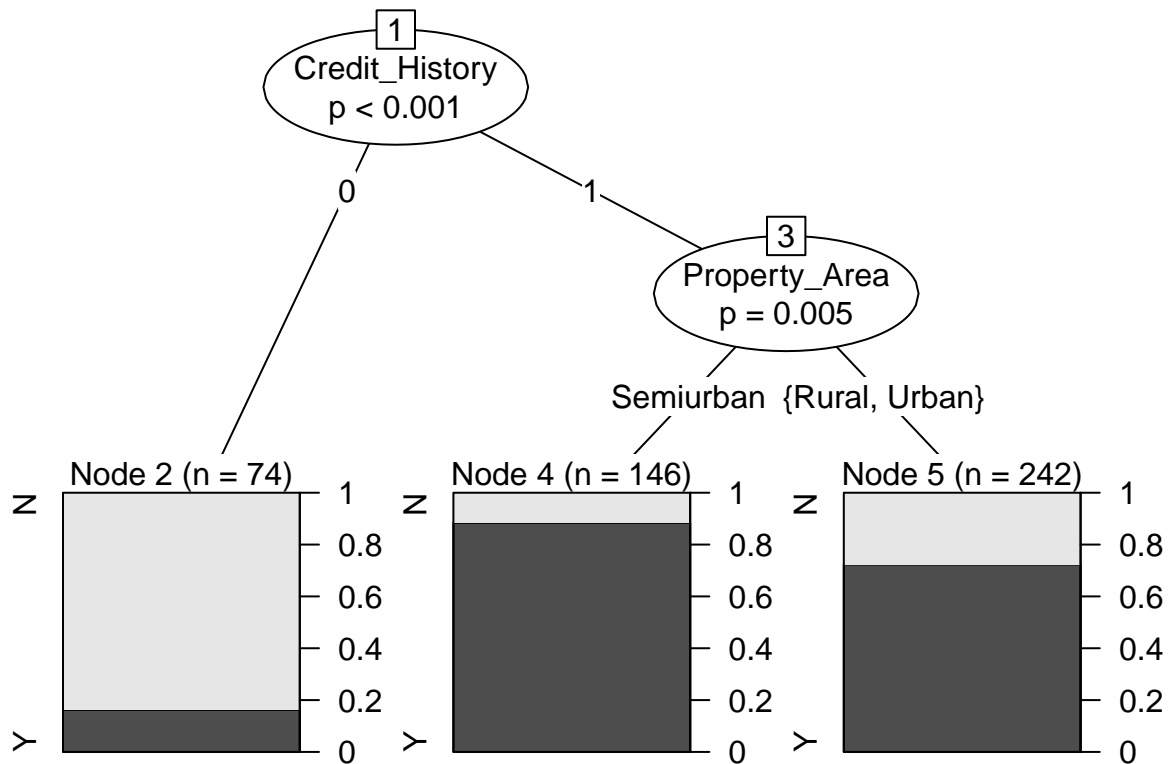 1
Credit_History
p < 0.001
0
1
3
Property_Area
p = 0.005
Semiurban
{Rural, Urban}
Node 2 (n = 74)
N
Y
1
0.8
0.6
0.4
0.2
0
Node 4 (n = 146)
N
Y
1
0.8
0.6
0.4
0.2
0
Node 5 (n = 242)
N
Y
1
0.8
0.6
0.4
0.2
0